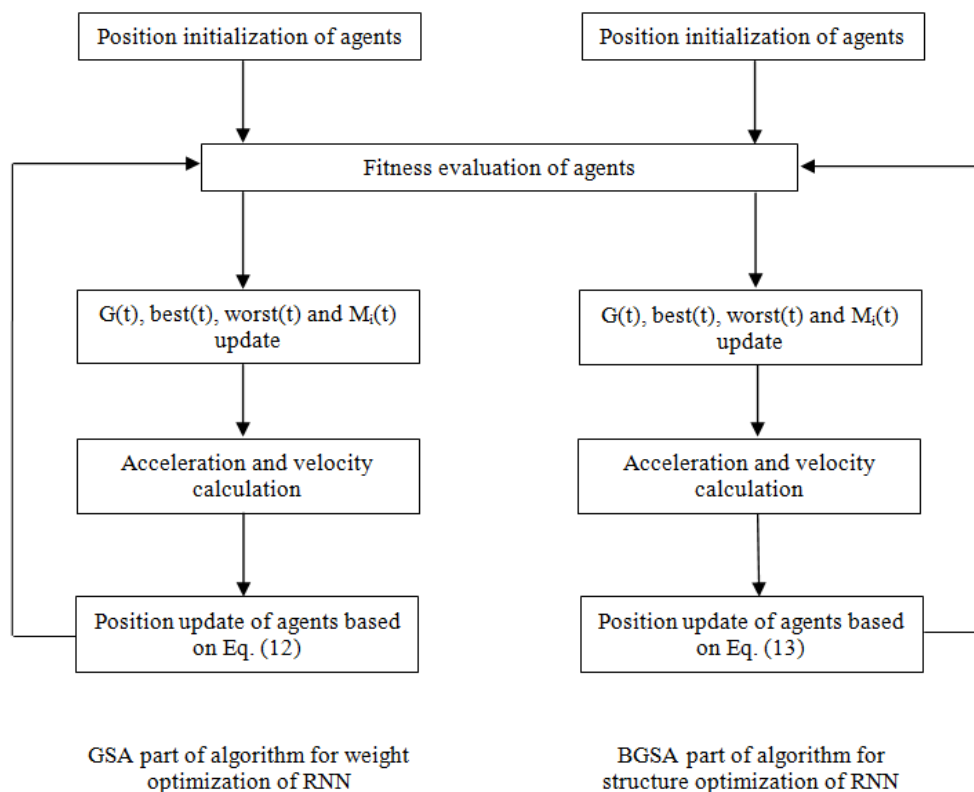 Position initialization of agents
Position initialization of agents
Fitness evaluation of agents
G(t), best(t), worst(t) and Mᵢ(t)
update
G(t), best(t), worst(t) and Mᵢ(t)
update
Acceleration and velocity
calculation
Acceleration and velocity
calculation
Position update of agents based
on Eq. (12)
Position update of agents based
on Eq. (13)
GSA part of algorithm for weight
optimization of RNN
BGSA part of algorithm for
structure optimization of RNN